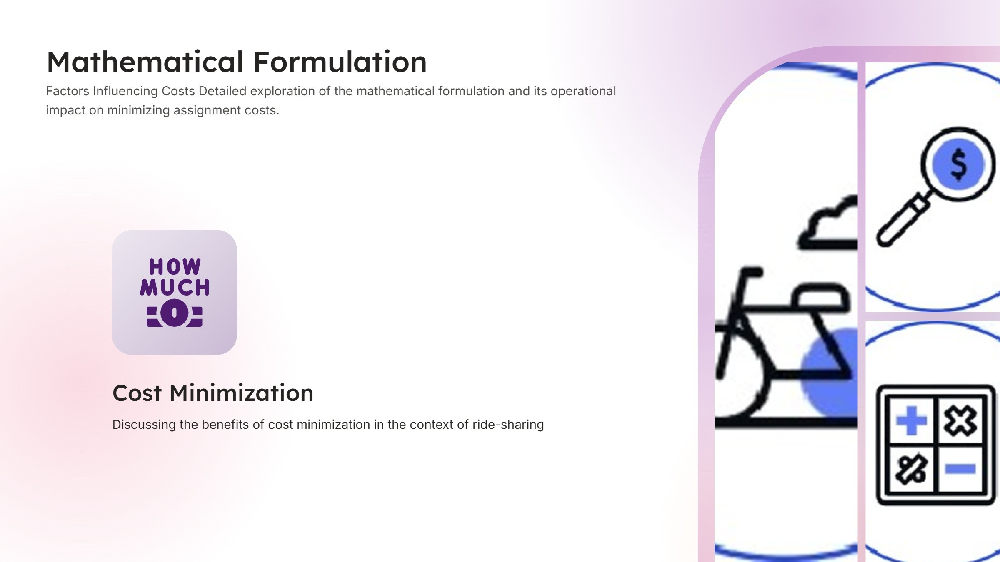 Mathematical Formulation
Factors Influencing Costs Detailed exploration of the mathematical formulation and its operational
impact on minimizing assignment costs.
HOW
MUCH
$
Cost Minimization
Discussing the benefits of cost minimization in the context of ride-sharing